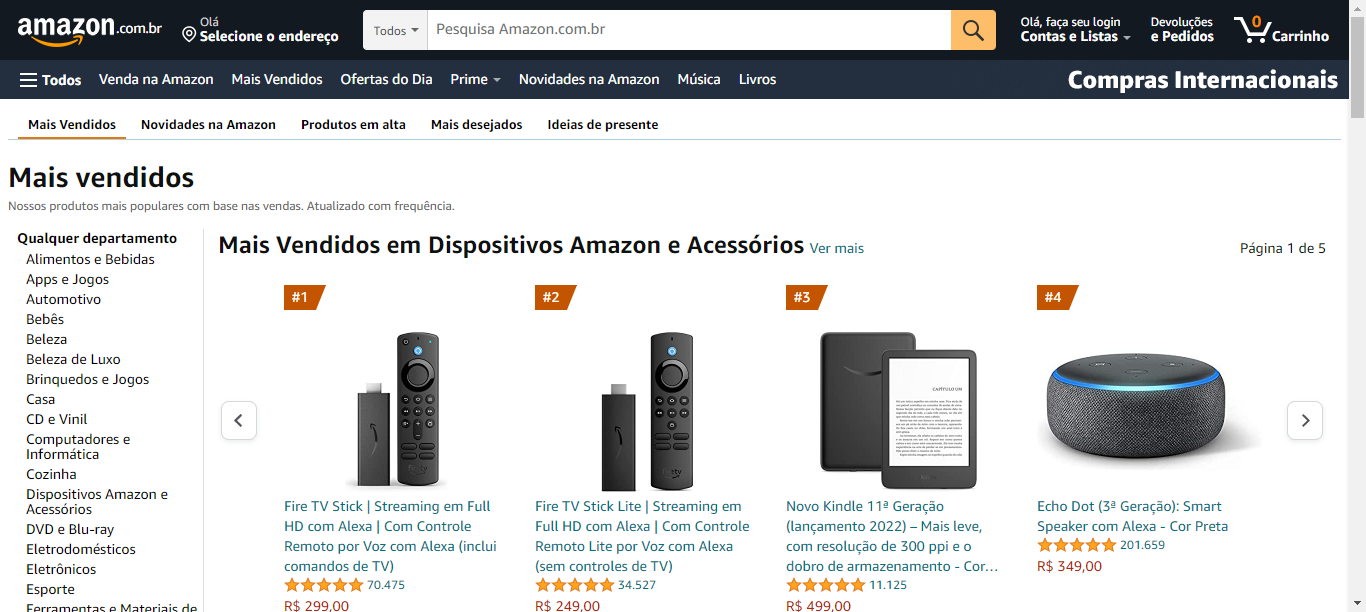 amazon.com.br
Olá
Selecione o endereço
Todos
Pesquisa Amazon.com.br
Olá, faça seu login
Contas e Listas
Devoluções
e Pedidos
0
Carrinho
Todos
Venda na Amazon
Mais Vendidos
Ofertas do Dia
Prime
Novidades na Amazon
Música
Livros
Compras Internacionais
Mais Vendidos
Novidades na Amazon
Produtos em alta
Mais desejados
Ideias de presente
Mais vendidos
Nossos produtos mais populares com base nas vendas. Atualizado com frequência.
Qualquer departamento
Alimentos e Bebidas
Apps e Jogos
Automotivo
Bebês
Beleza
Beleza de Luxo
Brinquedos e Jogos
Casa
CD e Vinil
Computadores e
Informática
Cozinha
Dispositivos Amazon e
Acessórios
DVD e Blu-ray
Eletrodomésticos
Eletrônicos
Esporte
Ferramentas e Materiais de
Mais Vendidos em Dispositivos Amazon e Acessórios Ver mais
Página 1 de 5
#1
Fire TV Stick | Streaming em Full
HD com Alexa | Com Controle
Remoto por Voz com Alexa (inclui
comandos de TV)
70.475
R$ 299,00
#2
Fire TV Stick Lite | Streaming em
Full HD com Alexa | Com Controle
Remoto Lite por Voz com Alexa
(sem controles de TV)
34.527
R$ 249,00
#3
CAPÍTULO UM
Novo Kindle 11ª Geração
(lançamento 2022) – Mais leve,
com resolução de 300 ppi e o
dobro de armazenamento - Cor…
11.125
R$ 499,00
#4
Echo Dot (3ª Geração): Smart
Speaker com Alexa - Cor Preta
201.659
R$ 349,00